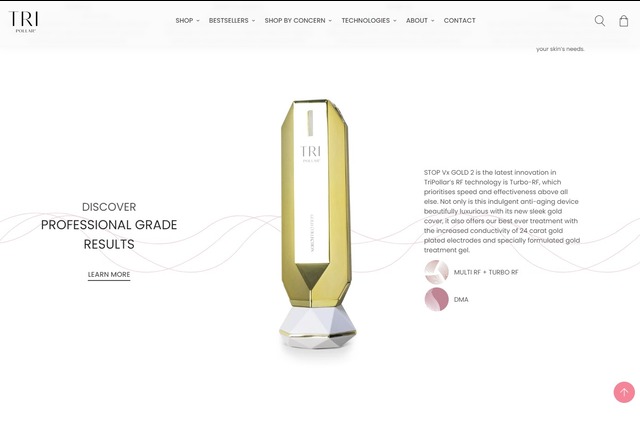 TRI
POLLAR
SHOP
BESTSELLERS
SHOP BY CONCERN
TECHNOLOGIES
ABOUT
CONTACT
your skin's needs.
TRI
DISCOVER
PROFESSIONAL GRADE
RESULTS
LEARN MORE
STOP Vx GOLD 2 is the latest innovation in
TriPollar's RF technology is Turbo-RF, which
prioritises speed and effectiveness above all
else. Not only is this indulgent anti-aging device
beautifully luxurious with its new sleek gold
cover, it also offers our best ever treatment with
the increased conductivity of 24 carat gold
plated electrodes and specially formulated gold
treatment gel.
MULTI RF + TURBO RF
DMA